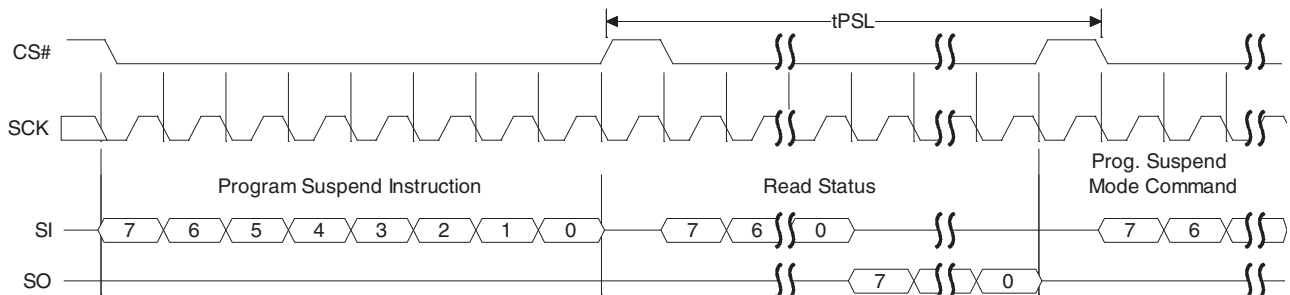 tPSL
CS#
SCK
Prog. Suspend
Program Suspend Instruction Read Status Mode Command
SI 7 6 5 4 3 2 1 0 7 6 0 7 6
SO 7 0